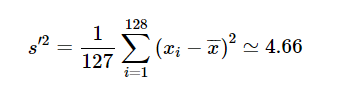 s′² = 1/127 ∑_{i=1}^{128} (x_i − x̄)² ≃ 4.66